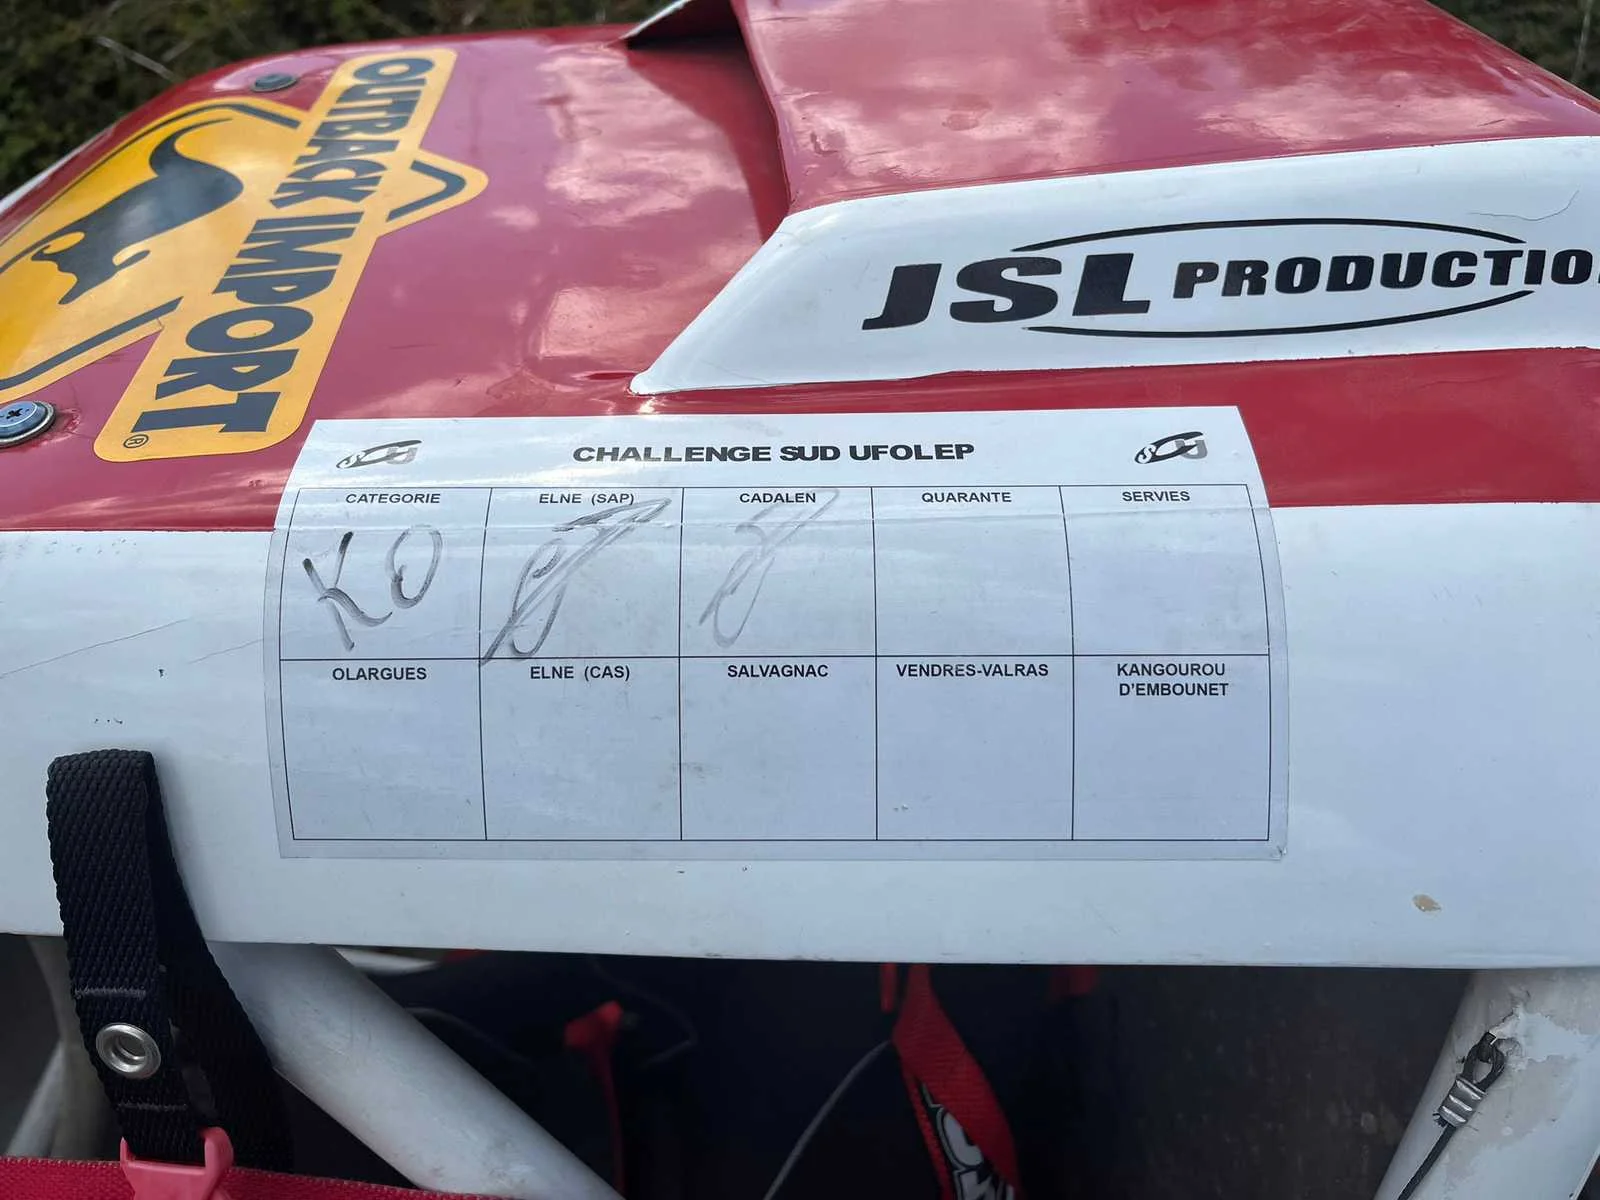 OUTBACK IMPORT
®
JSL PRODUCTIO
CHALLENGE SUD UFOLEP
CATEGORIE ELNE (SAP) CADALEN QUARANTE SERVIES
KO
OLARGUES ELNE (CAS) SALVAGNAC VENDRES-VALRAS KANGOUROU
D'EMBOUNET